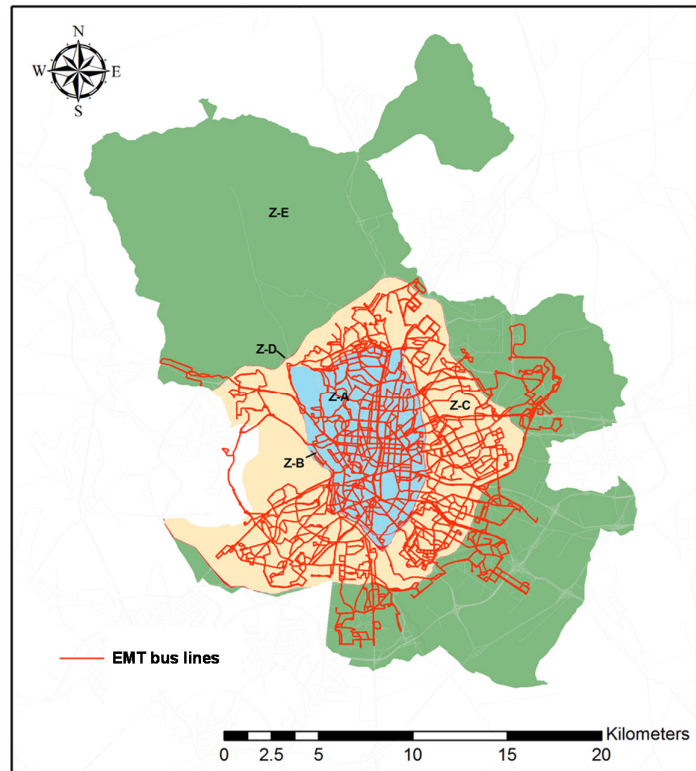 N
W E
S
Z-E
Z-D
Z-A
Z-C
Z-B
EMT bus lines
Kilometers
0 2.5 5 10 15 20